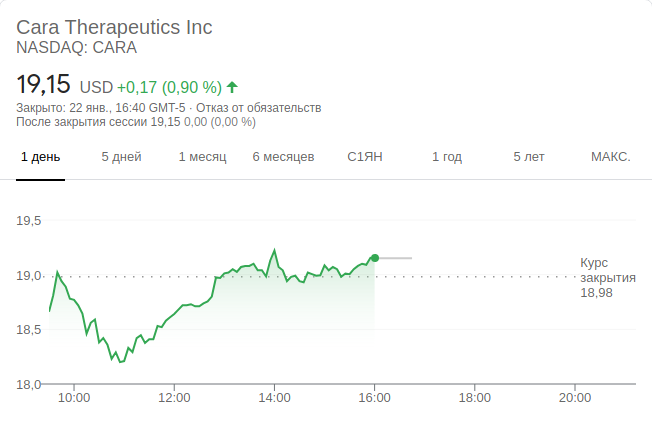 Cara Therapeutics Inc
NASDAQ: CARA
19,15 USD +0,17 (0,90 %)
Закрыто: 22 янв., 16:40 GMT-5 · Отказ от обязательств
После закрытия сессии 19,15 0,00 (0,00 %)
1 день 5 дней 1 месяц 6 месяцев С1ЯН 1 год 5 лет МАКС.
19,5
19,0
18,5
18,0
Курс
закрытия
18,98
10:00 12:00 14:00 16:00 18:00 20:00